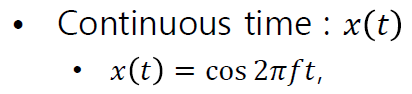 • Continuous time : x(t)
• x(t) = cos 2πft,